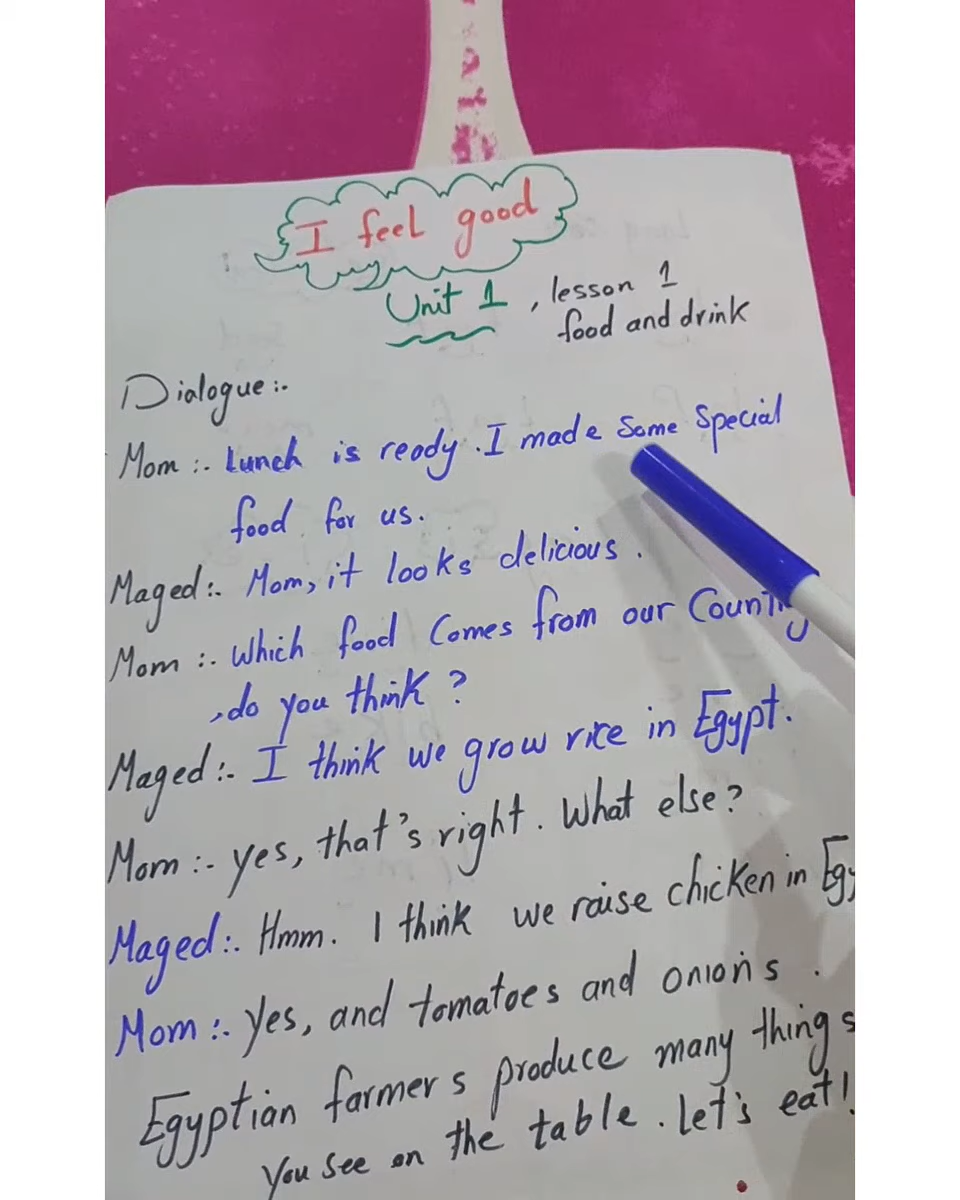 I feel good
Unit 1 , lesson 1
food and drink
Dialogue :-
Mom :- Lunch is ready . I made some special
food for us.
Maged :- Mom, it looks delicious .
Mom :- Which food comes from our
, do you think ?
Maged :- I think we grow rice in Egypt.
Mom :- yes, that's right. What else?
Maged :- Hmm. I think we raise chicken in
Mom :- Yes, and tomatoes and onions .
Egyptian farmers produce many things
you see on the table . Let's eat!